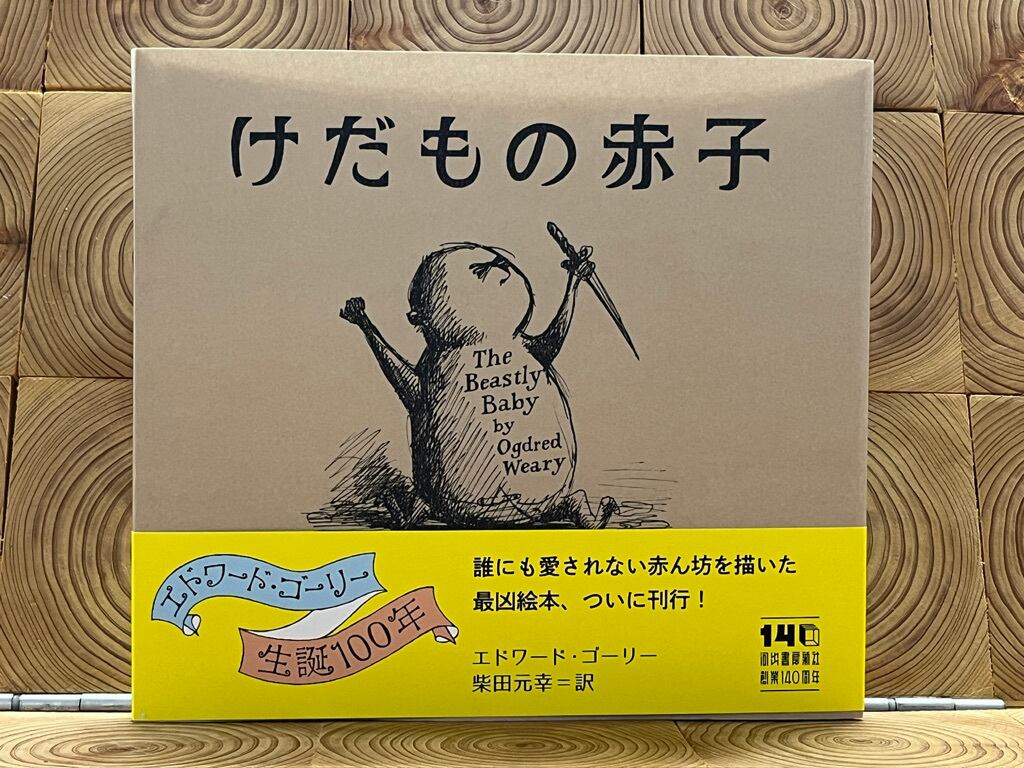 けだもの赤子
The
Beastly
Baby
by
Ogdred
Weary
エドワード・ゴーリー
生誕100年
誰にも愛されない赤ん坊を描いた
最凶絵本、ついに刊行！
エドワード・ゴーリー
柴田元幸＝訳
140
河出書房新社
創業140周年